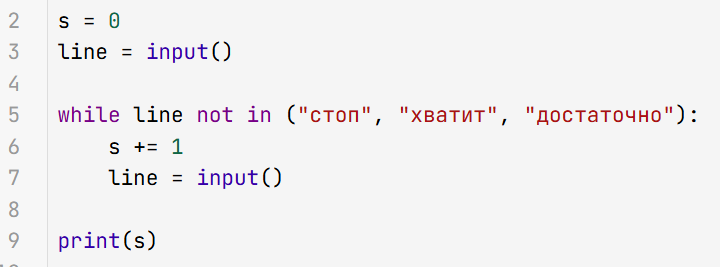 2 s = 0
3 line = input()
4
5 while line not in ("стоп", "хватит", "достаточно"):
6     s += 1
7     line = input()
8
9 print(s)